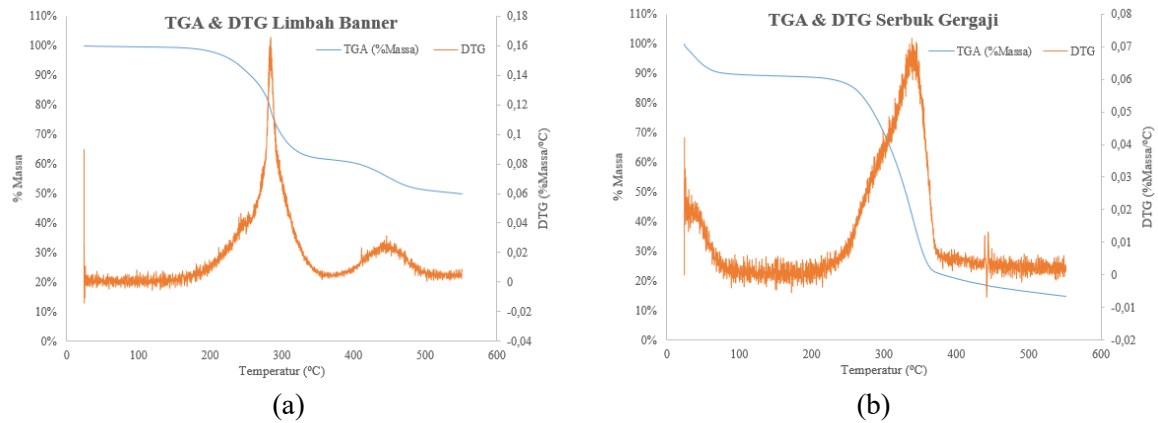 TGA & DTG Limbah Banner
TGA (%Massa)
DTG
110%
100%
90%
80%
70%
60%
50%
40%
30%
20%
10%
0%
% Massa
0,18
0,16
0,14
0,12
0,1
0,08
0,06
0,04
0,02
0
-0,02
-0,04
DTG (%Massa/°C)
0 100 200 300 400 500 600
Temperatur (⁰C)
(a)
TGA & DTG Serbuk Gergaji
TGA (%Massa)
DTG
110%
100%
90%
80%
70%
60%
50%
40%
30%
20%
10%
0%
% Massa
0,08
0,07
0,06
0,05
0,04
0,03
0,02
0,01
0
-0,01
-0,02
DTG (%Massa/⁰C)
0 100 200 300 400 500 600
Temperatur (⁰C)
(b)